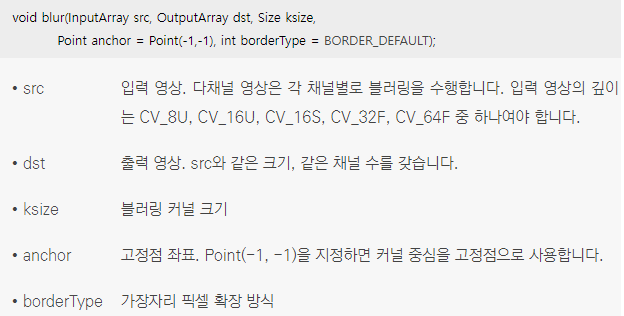 void blur(InputArray src, OutputArray dst, Size ksize,
Point anchor = Point(-1,-1), int borderType = BORDER_DEFAULT);
• src 입력 영상. 다채널 영상은 각 채널별로 블러링을 수행합니다. 입력 영상의 깊이
는 CV_8U, CV_16U, CV_16S, CV_32F, CV_64F 중 하나여야 합니다.
• dst 출력 영상. src와 같은 크기, 같은 채널 수를 갖습니다.
• ksize 블러링 커널 크기
• anchor 고정점 좌표. Point(-1, -1)을 지정하면 커널 중심을 고정점으로 사용합니다.
• borderType 가장자리 픽셀 확장 방식